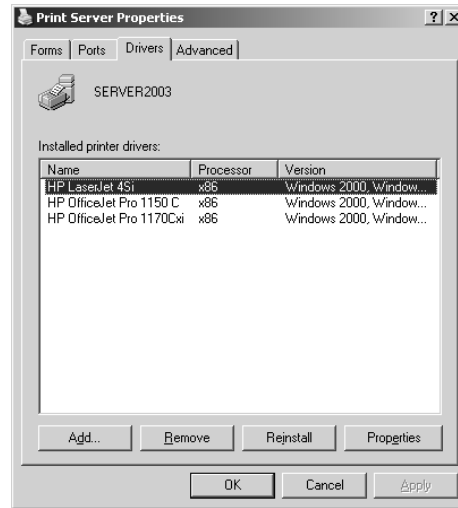 Print Server Properties ? X
Forms Ports Drivers Advanced
SERVER2003
Installed printer drivers:
Name Processor Version
HP LaserJet 4Si x86 Windows 2000, Window...
HP OfficeJet Pro 1150 C x86 Windows 2000, Window...
HP OfficeJet Pro 1170Cxi x86 Windows 2000, Window...
Add... Remove Reinstall Properties
OK Cancel Apply